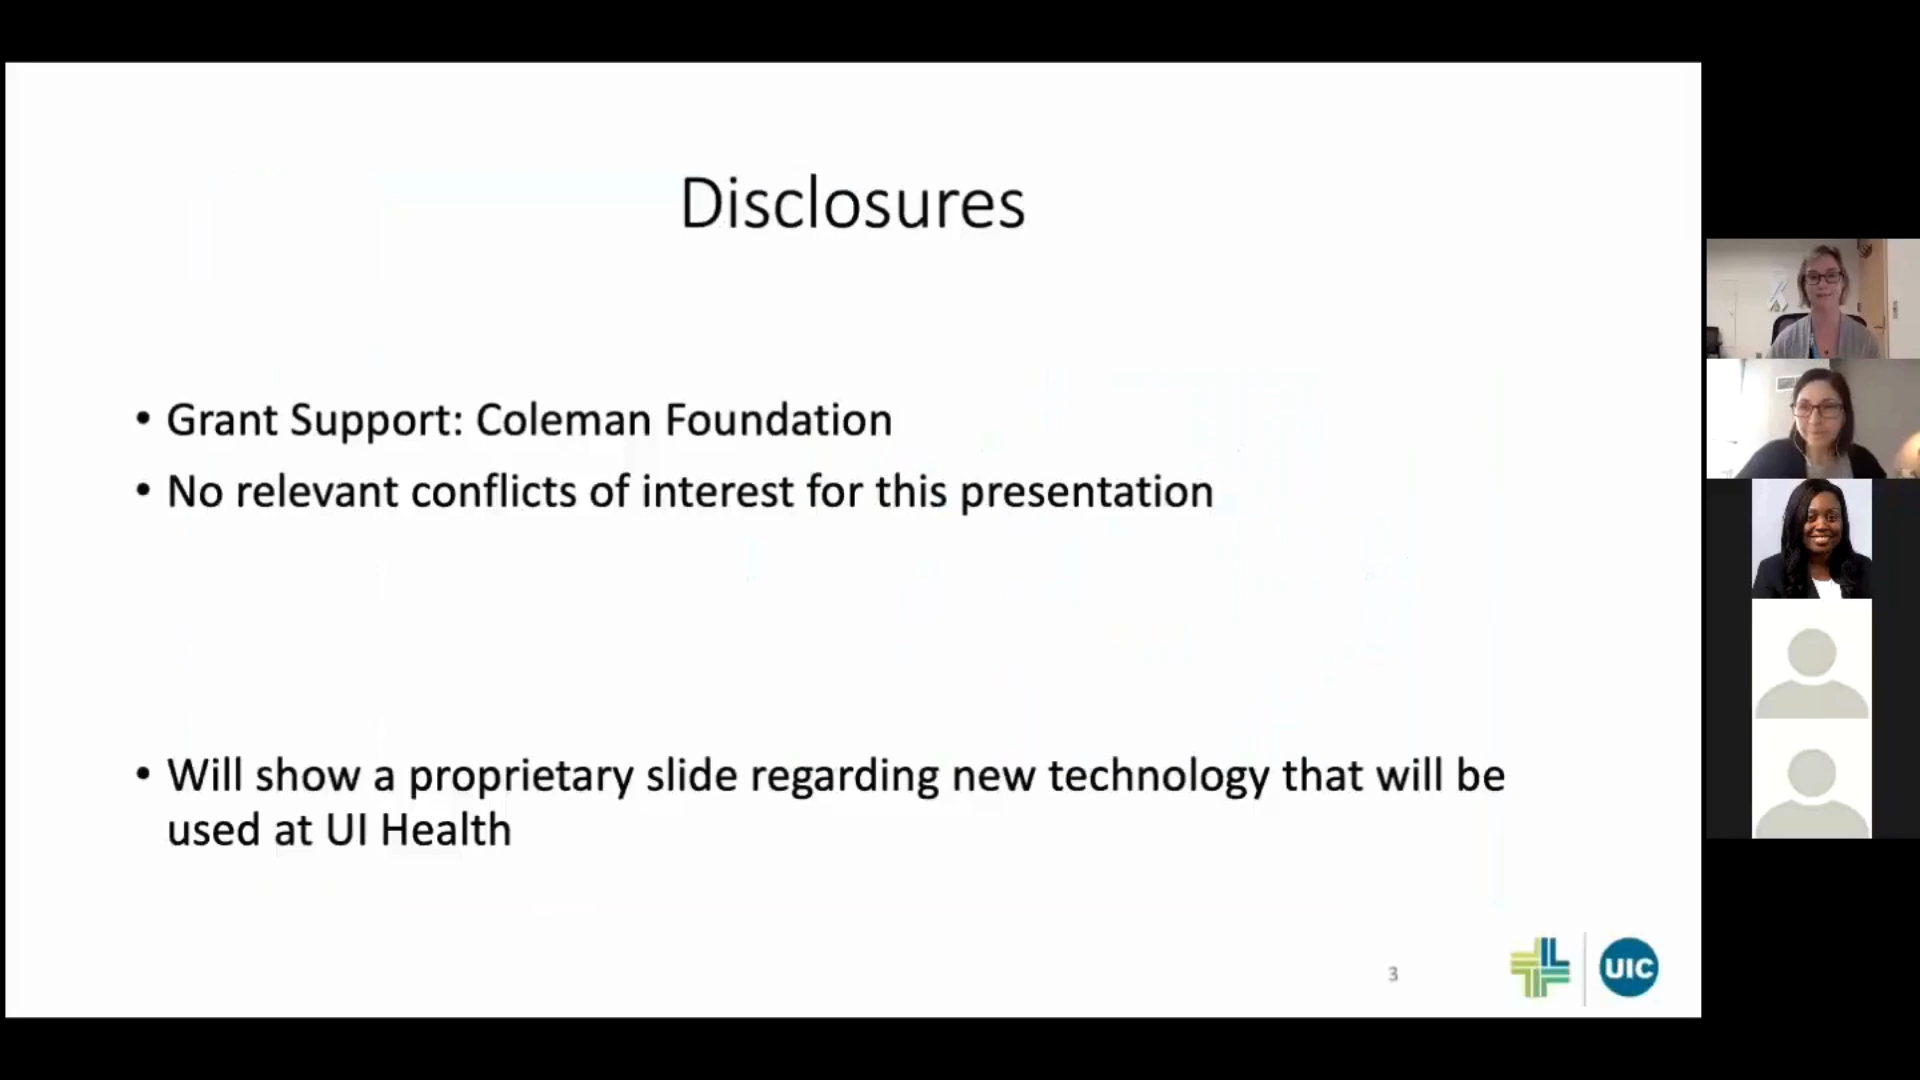 Disclosures
• Grant Support: Coleman Foundation
• No relevant conflicts of interest for this presentation
• Will show a proprietary slide regarding new technology that will be
used at UI Health
3
UIC